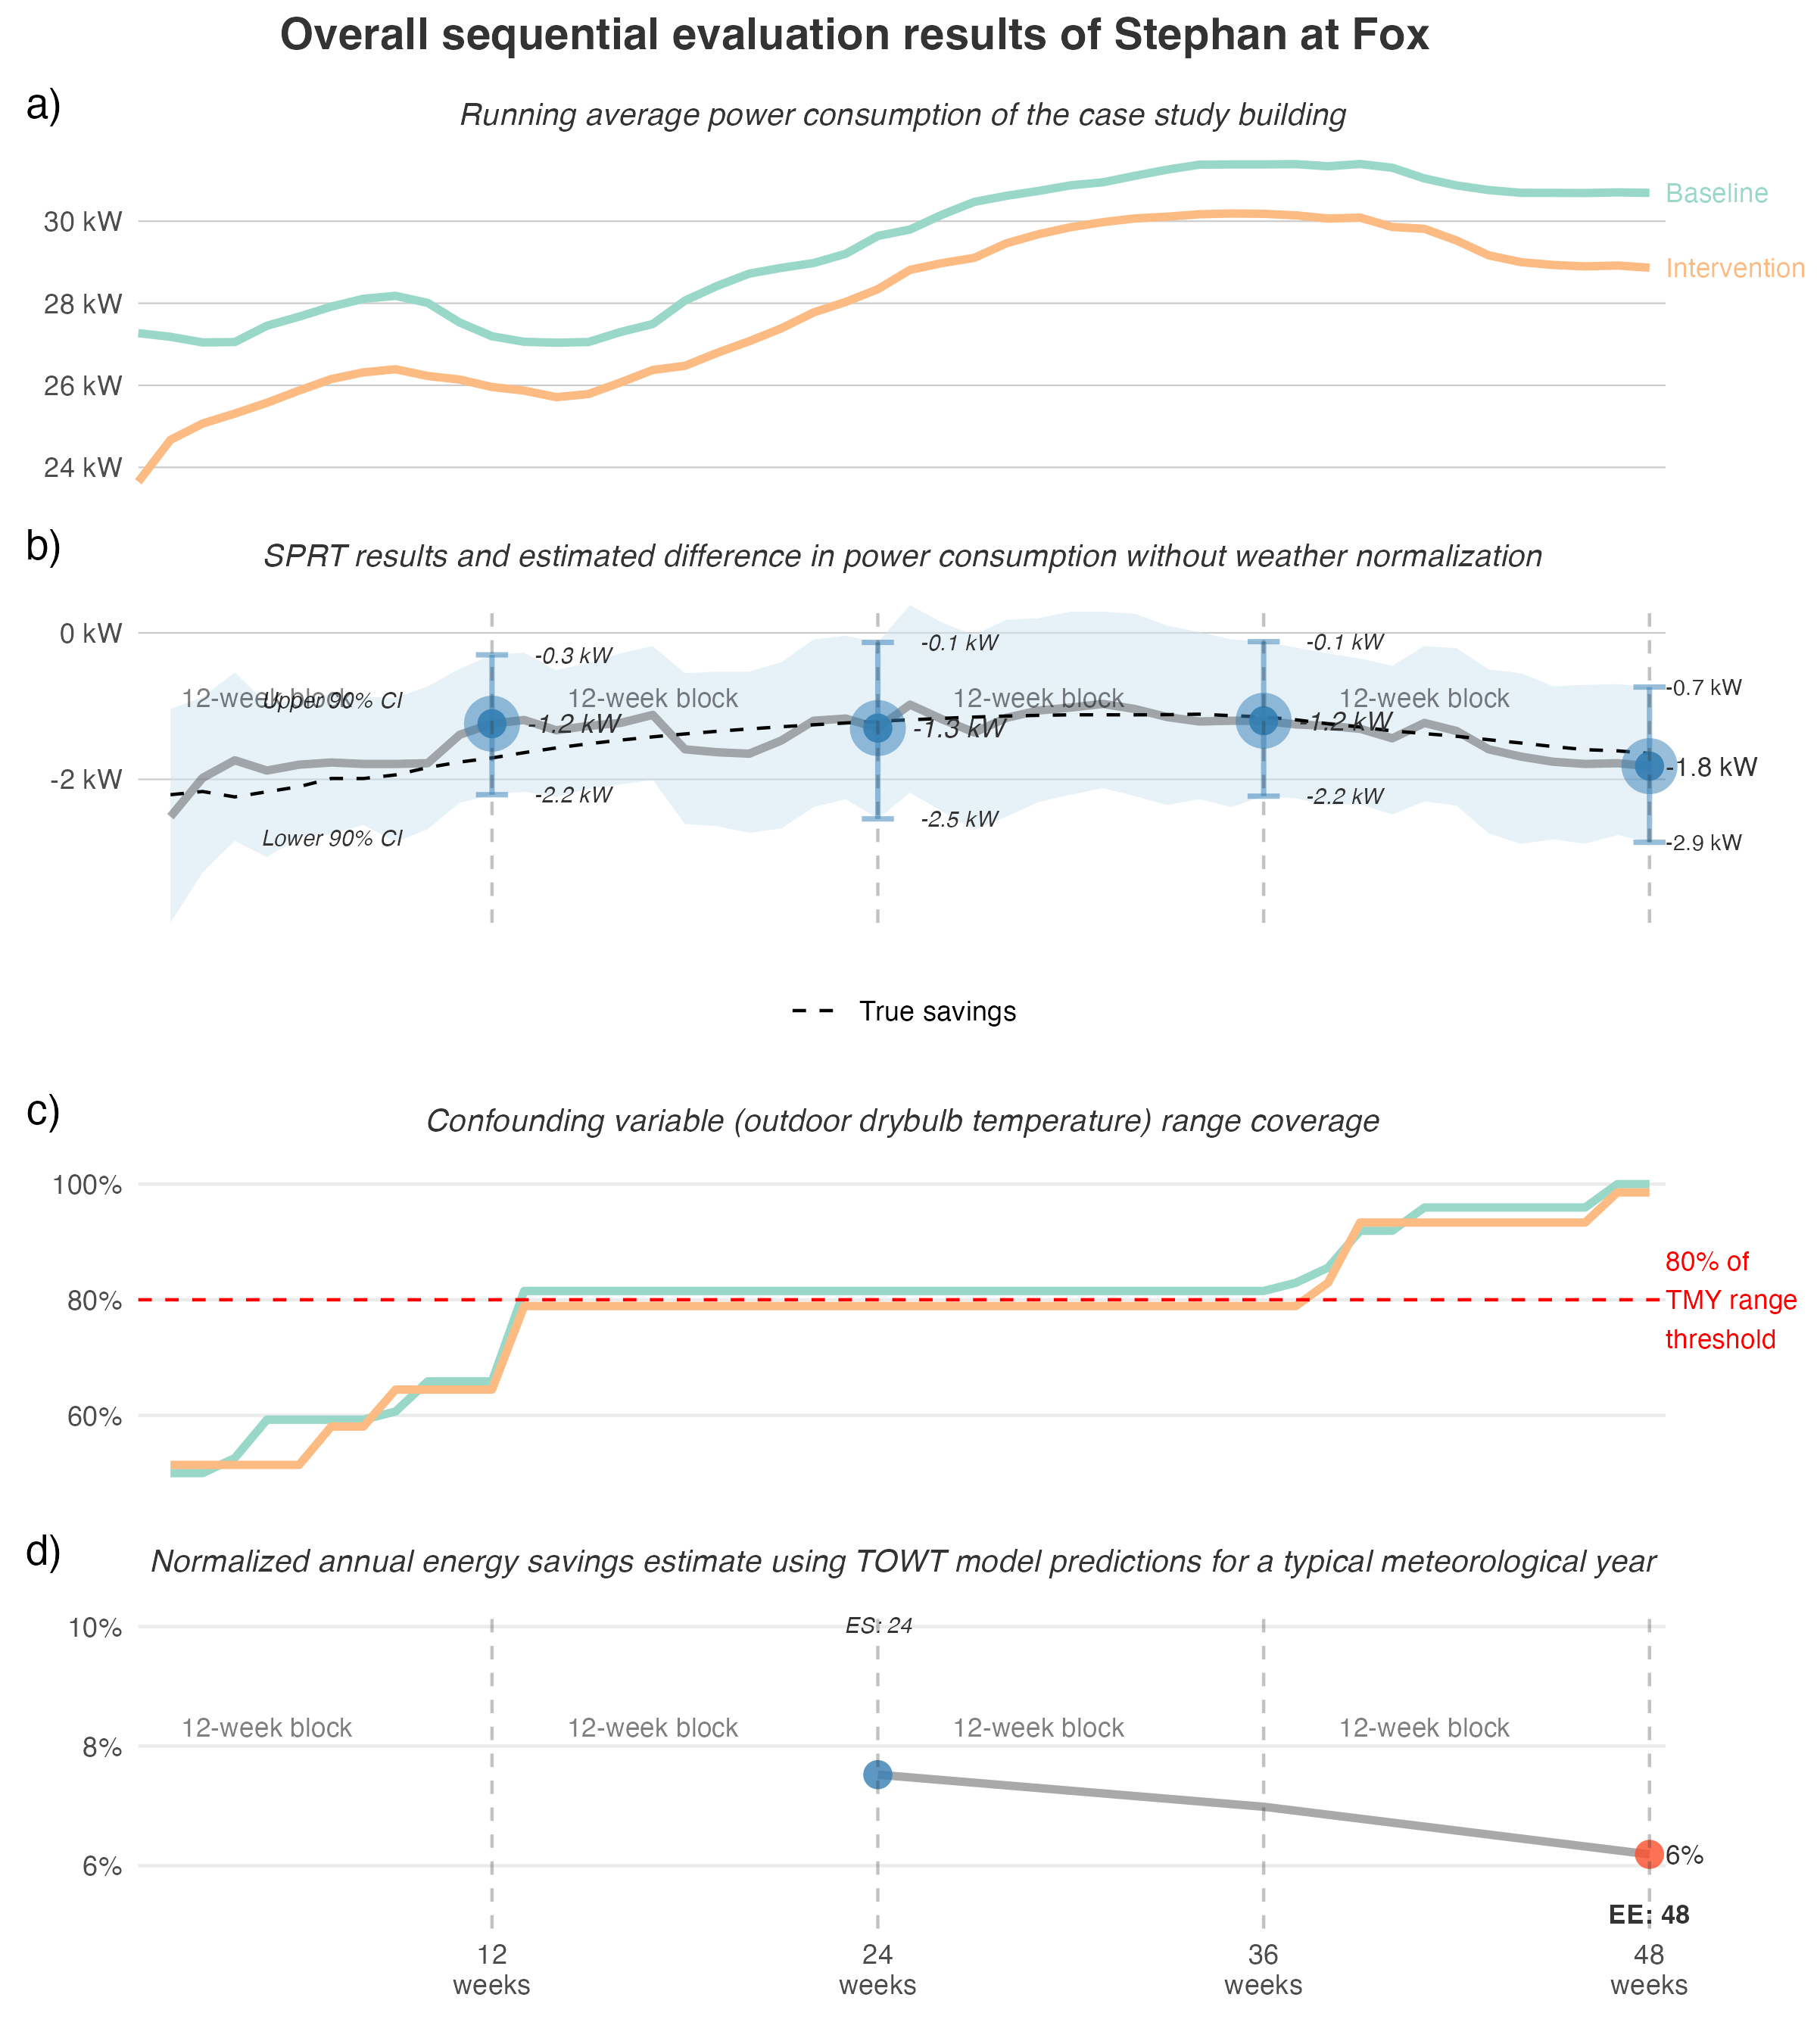 Overall sequential evaluation results of Stephan at Fox
a)
Running average power consumption of the case study building
30 kW
28 kW
26 kW
24 kW
Baseline
Intervention
b)
SPRT results and estimated difference in power consumption without weather normalization
0 kW
-2 kW
12-week block
12-week block
12-week block
12-week block
Upper 90% CI
Lower 90% CI
-0.3 kW
-1.2 kW
-2.2 kW
-0.1 kW
-1.3 kW
-2.5 kW
-0.1 kW
-1.2 kW
-2.2 kW
-0.7 kW
-1.8 kW
-2.9 kW
True savings
c)
Confounding variable (outdoor drybulb temperature) range coverage
100%
80%
60%
80% of
TMY range
threshold
d)
Normalized annual energy savings estimate using TOWT model predictions for a typical meteorological year
10%
8%
6%
ES: 24
12-week block
12-week block
12-week block
12-week block
6%
EE: 48
12
weeks
24
weeks
36
weeks
48
weeks